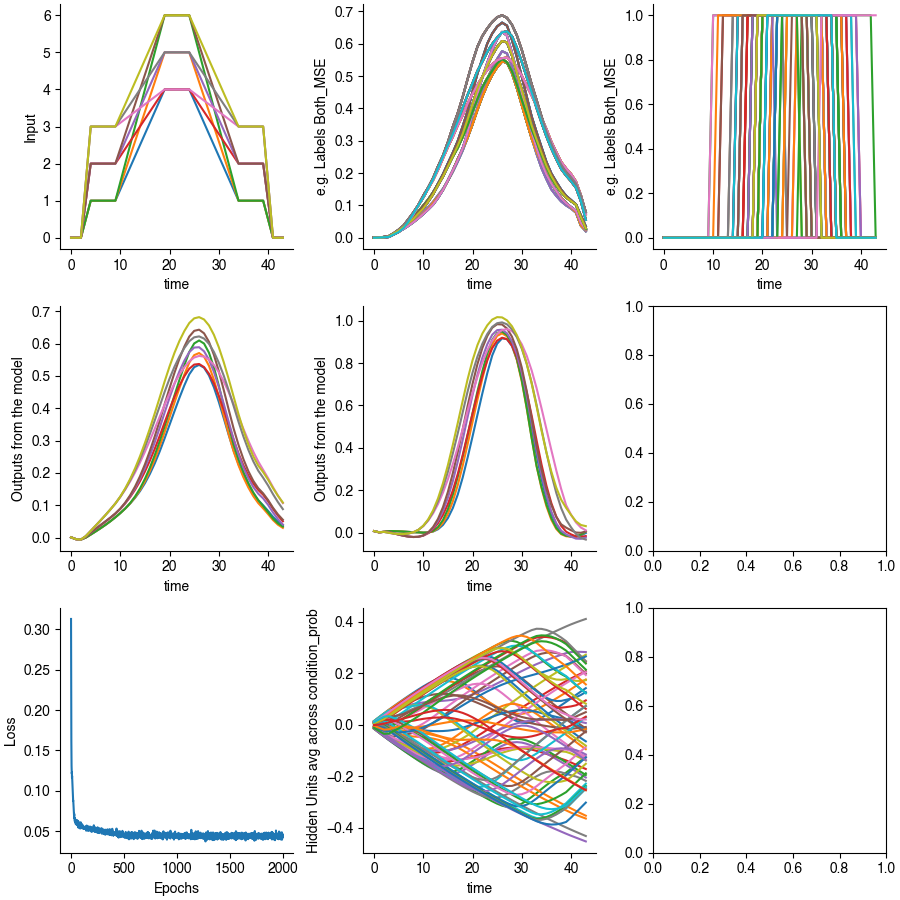 Input
6
5
4
3
2
1
0
0 10 20 30 40
time
e.g. Labels Both_MSE
0.7
0.6
0.5
0.4
0.3
0.2
0.1
0.0
0 10 20 30 40
time
e.g. Labels Both_MSE
1.0
0.8
0.6
0.4
0.2
0.0
0 10 20 30 40
time
Outputs from the model
0.7
0.6
0.5
0.4
0.3
0.2
0.1
0.0
0 10 20 30 40
time
Outputs from the model
1.0
0.8
0.6
0.4
0.2
0.0
0 10 20 30 40
time
1.0
0.8
0.6
0.4
0.2
0.0
0.0 0.2 0.4 0.6 0.8 1.0
Loss
0.30
0.25
0.20
0.15
0.10
0.05
0 500 1000 1500 2000
Epochs
Hidden Units avg across condition_prob
0.4
0.2
0.0
−0.2
−0.4
0 10 20 30 40
time
1.0
0.8
0.6
0.4
0.2
0.0
0.0 0.2 0.4 0.6 0.8 1.0